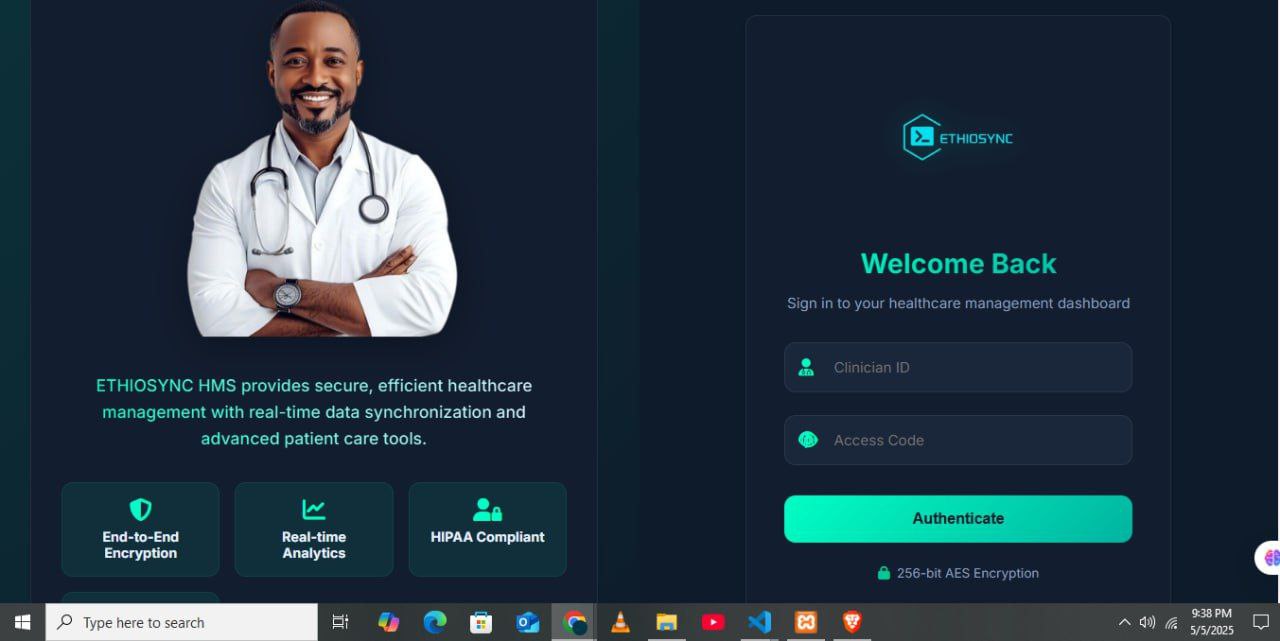 ETHIOSYNC HMS provides secure, efficient healthcare
management with real-time data synchronization and
advanced patient care tools.
End-to-End
Encryption
Real-time
Analytics
HIPAA Compliant
ETHIOSYNC
Welcome Back
Sign in to your healthcare management dashboard
Clinician ID
Access Code
Authenticate
256-bit AES Encryption
Type here to search
9:38 PM
5/5/2025